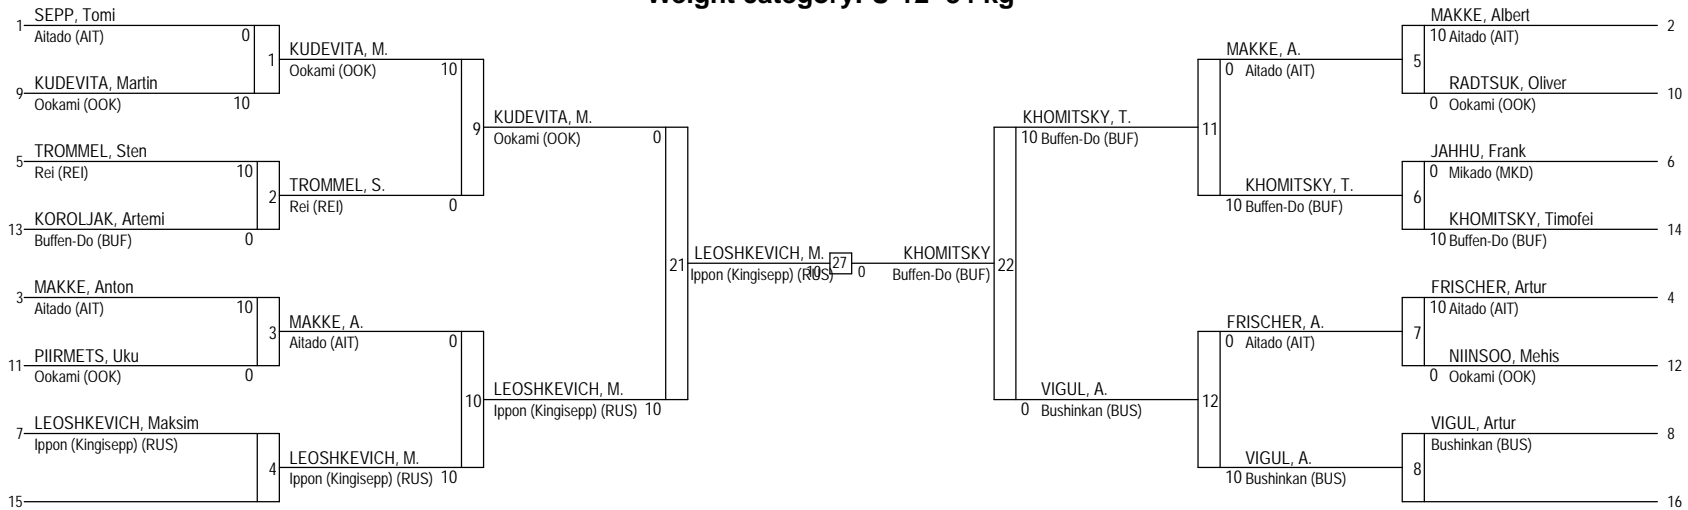 Weight category: U-12 -34 kg
1 SEPP, Tomi
Aitado (AIT) 0
1
9 KUDEVITA, Martin
Ookami (OOK) 10
5 TROMMEL, Sten
Rei (REI) 10
2
13 KOROLJAK, Artemi
Buffen-Do (BUF) 0
3 MAKKE, Anton
Aitado (AIT) 10
3
11 PIIRMETS, Uku
Ookami (OOK) 0
7 LEOSHKEVICH, Maksim
Ippon (Kingisepp) (RUS)
4
15
KUDEVITA, M.
Ookami (OOK) 10
9
TROMMEL, S.
Rei (REI) 0
MAKKE, A.
Aitado (AIT) 0
10
LEOSHKEVICH, M.
Ippon (Kingisepp) (RUS) 10
KUDEVITA, M.
Ookami (OOK) 0
21
LEOSHKEVICH, M.
Ippon (Kingisepp) (RUS) 10
LEOSHKEVICH, M.
Ippon (Kingisepp) (RUS) 10
27
0
KHOMITSKY
Buffen-Do (BUF)
22
KHOMITSKY, T.
10 Buffen-Do (BUF)
VIGUL, A.
0 Bushinkan (BUS)
MAKKE, A.
0 Aitado (AIT)
11
KHOMITSKY, T.
10 Buffen-Do (BUF)
FRISCHER, A.
0 Aitado (AIT)
12
VIGUL, A.
10 Bushinkan (BUS)
MAKKE, Albert 2
10 Aitado (AIT)
5
RADTSUK, Oliver 10
0 Ookami (OOK)
JAHHU, Frank 6
0 Mikado (MKD)
6
KHOMITSKY, Timofei 14
10 Buffen-Do (BUF)
FRISCHER, Artur 4
10 Aitado (AIT)
7
NIINSOO, Mehis 12
0 Ookami (OOK)
VIGUL, Artur 8
Bushinkan (BUS)
8
16